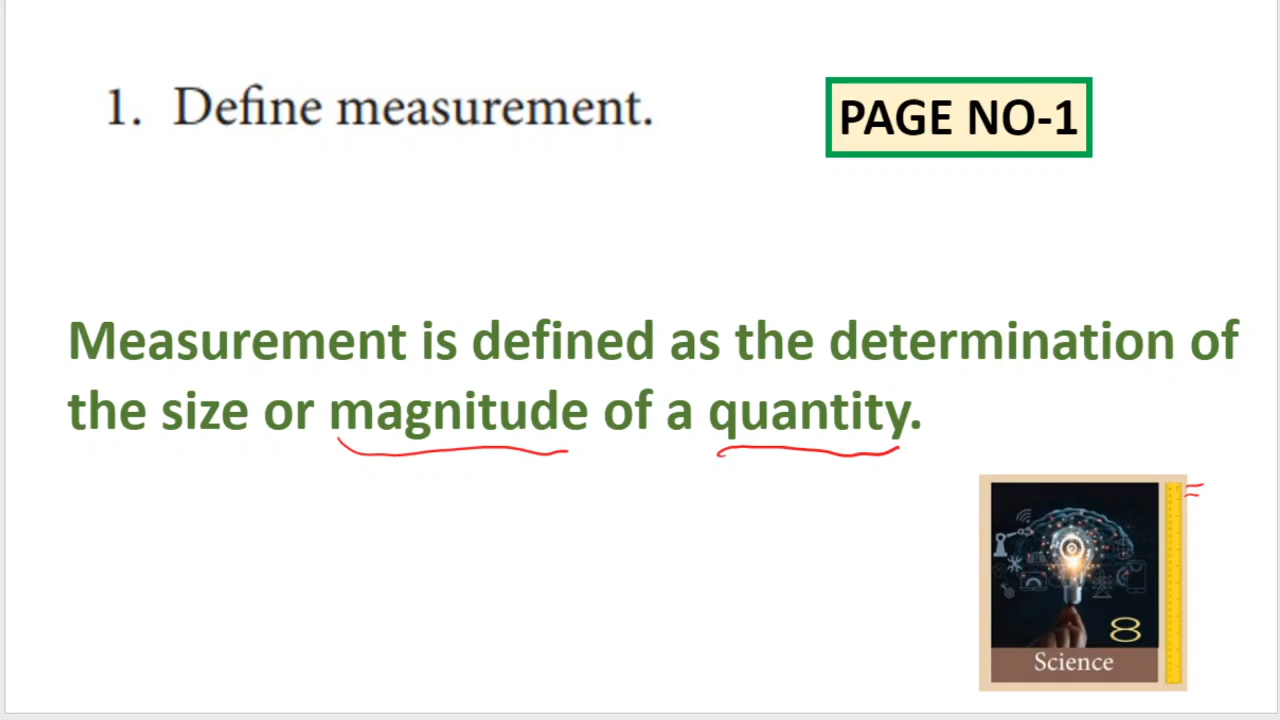 1. Define measurement.
PAGE NO-1
Measurement is defined as the determination of
the size or magnitude of a quantity.
8
Science